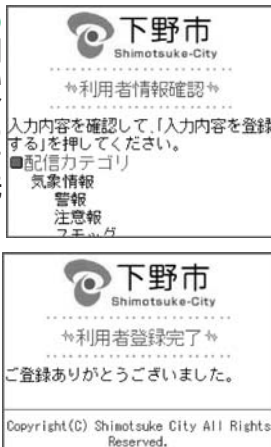 下野市
Shimotsuke-City
利用者情報確認
入力内容を確認して、「入力内容を登録
する」を押してください。
■配信カテゴリ
気象情報
警報
注意報
スモッグ
下野市
Shimotsuke-City
利用者登録完了
ご登録ありがとうございました。
Copyright(C) Shimotsuke City All Rights
Reserved.